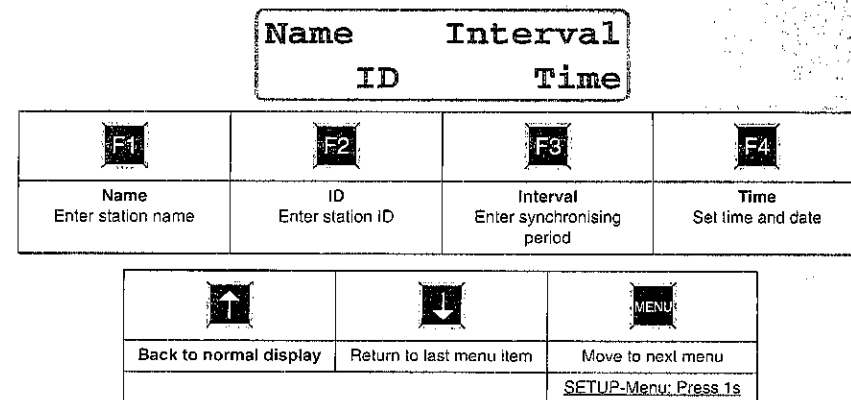 Name Interval
ID Time
F1 F2 F3 F4
Name ID Interval Time
Enter station name Enter station ID Enter synchronising Set time and date
period
MENU
Back to normal display Return to last menu item Move to next menu
SETUP-Menu: Press 1s